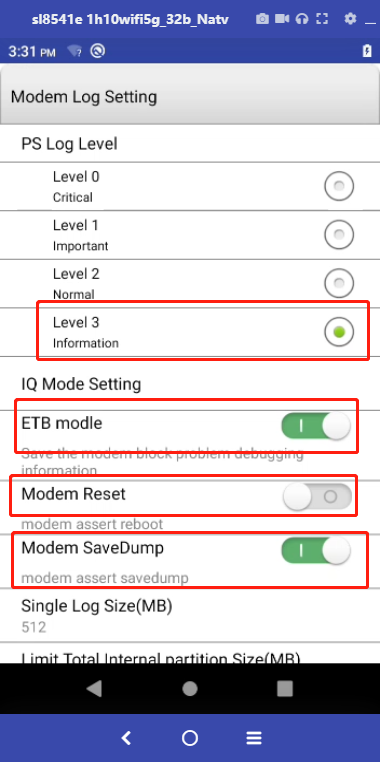 sl8541e 1h10wifi5g_32b_Natv
3:31 PM
Modem Log Setting
PS Log Level
Level 0
Critical
Level 1
Important
Level 2
Normal
Level 3
Information
IQ Mode Setting
ETB modle
Save the modem block problem debugging
information
Modem Reset
modem assert reboot
Modem SaveDump
modem assert savedump
Single Log Size(MB)
512
Limit Total Internal partition Size(MB)